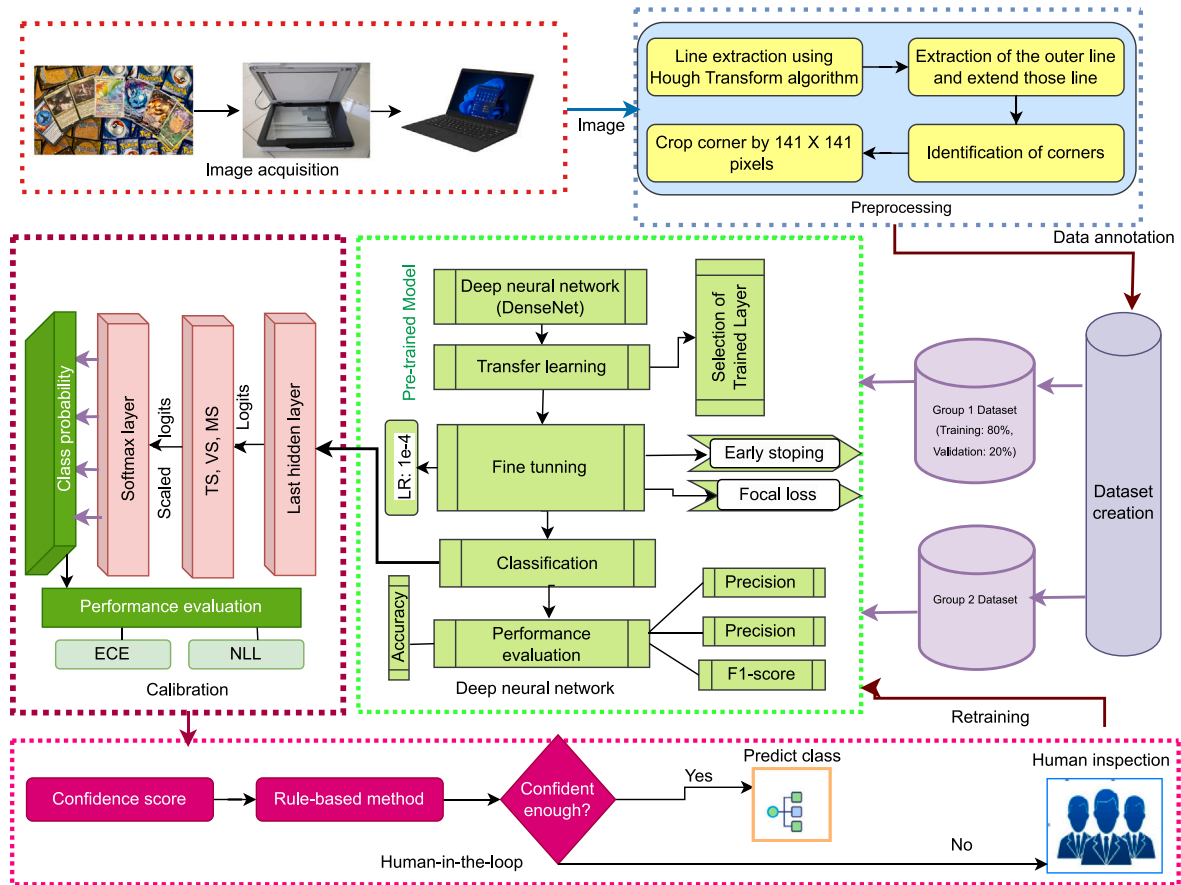 Image acquisition
Image
Line extraction using
Hough Transform algorithm
Extraction of the outer line
and extend those line
Crop corner by 141 X 141
pixels
Identification of corners
Preprocessing
Data annotation
Class probability
Softmax layer
Scaled logits
TS, VS, MS
Logits
Last hidden layer
Performance evaluation
ECE
NLL
Calibration
Pre-trained Model
Deep neural network
(DenseNet)
Transfer learning
Selection of
Trained Layer
LR: 1e-4
Fine tunning
Early stoping
Focal loss
Classification
Accuracy
Performance
evaluation
Precision
Precision
F1-score
Deep neural network
Group 1 Dataset
(Training: 80%,
Validation: 20%)
Group 2 Dataset
Dataset
creation
Retraining
Confidence score
Rule-based method
Confident
enough?
Yes
Predict class
No
Human inspection
Human-in-the-loop